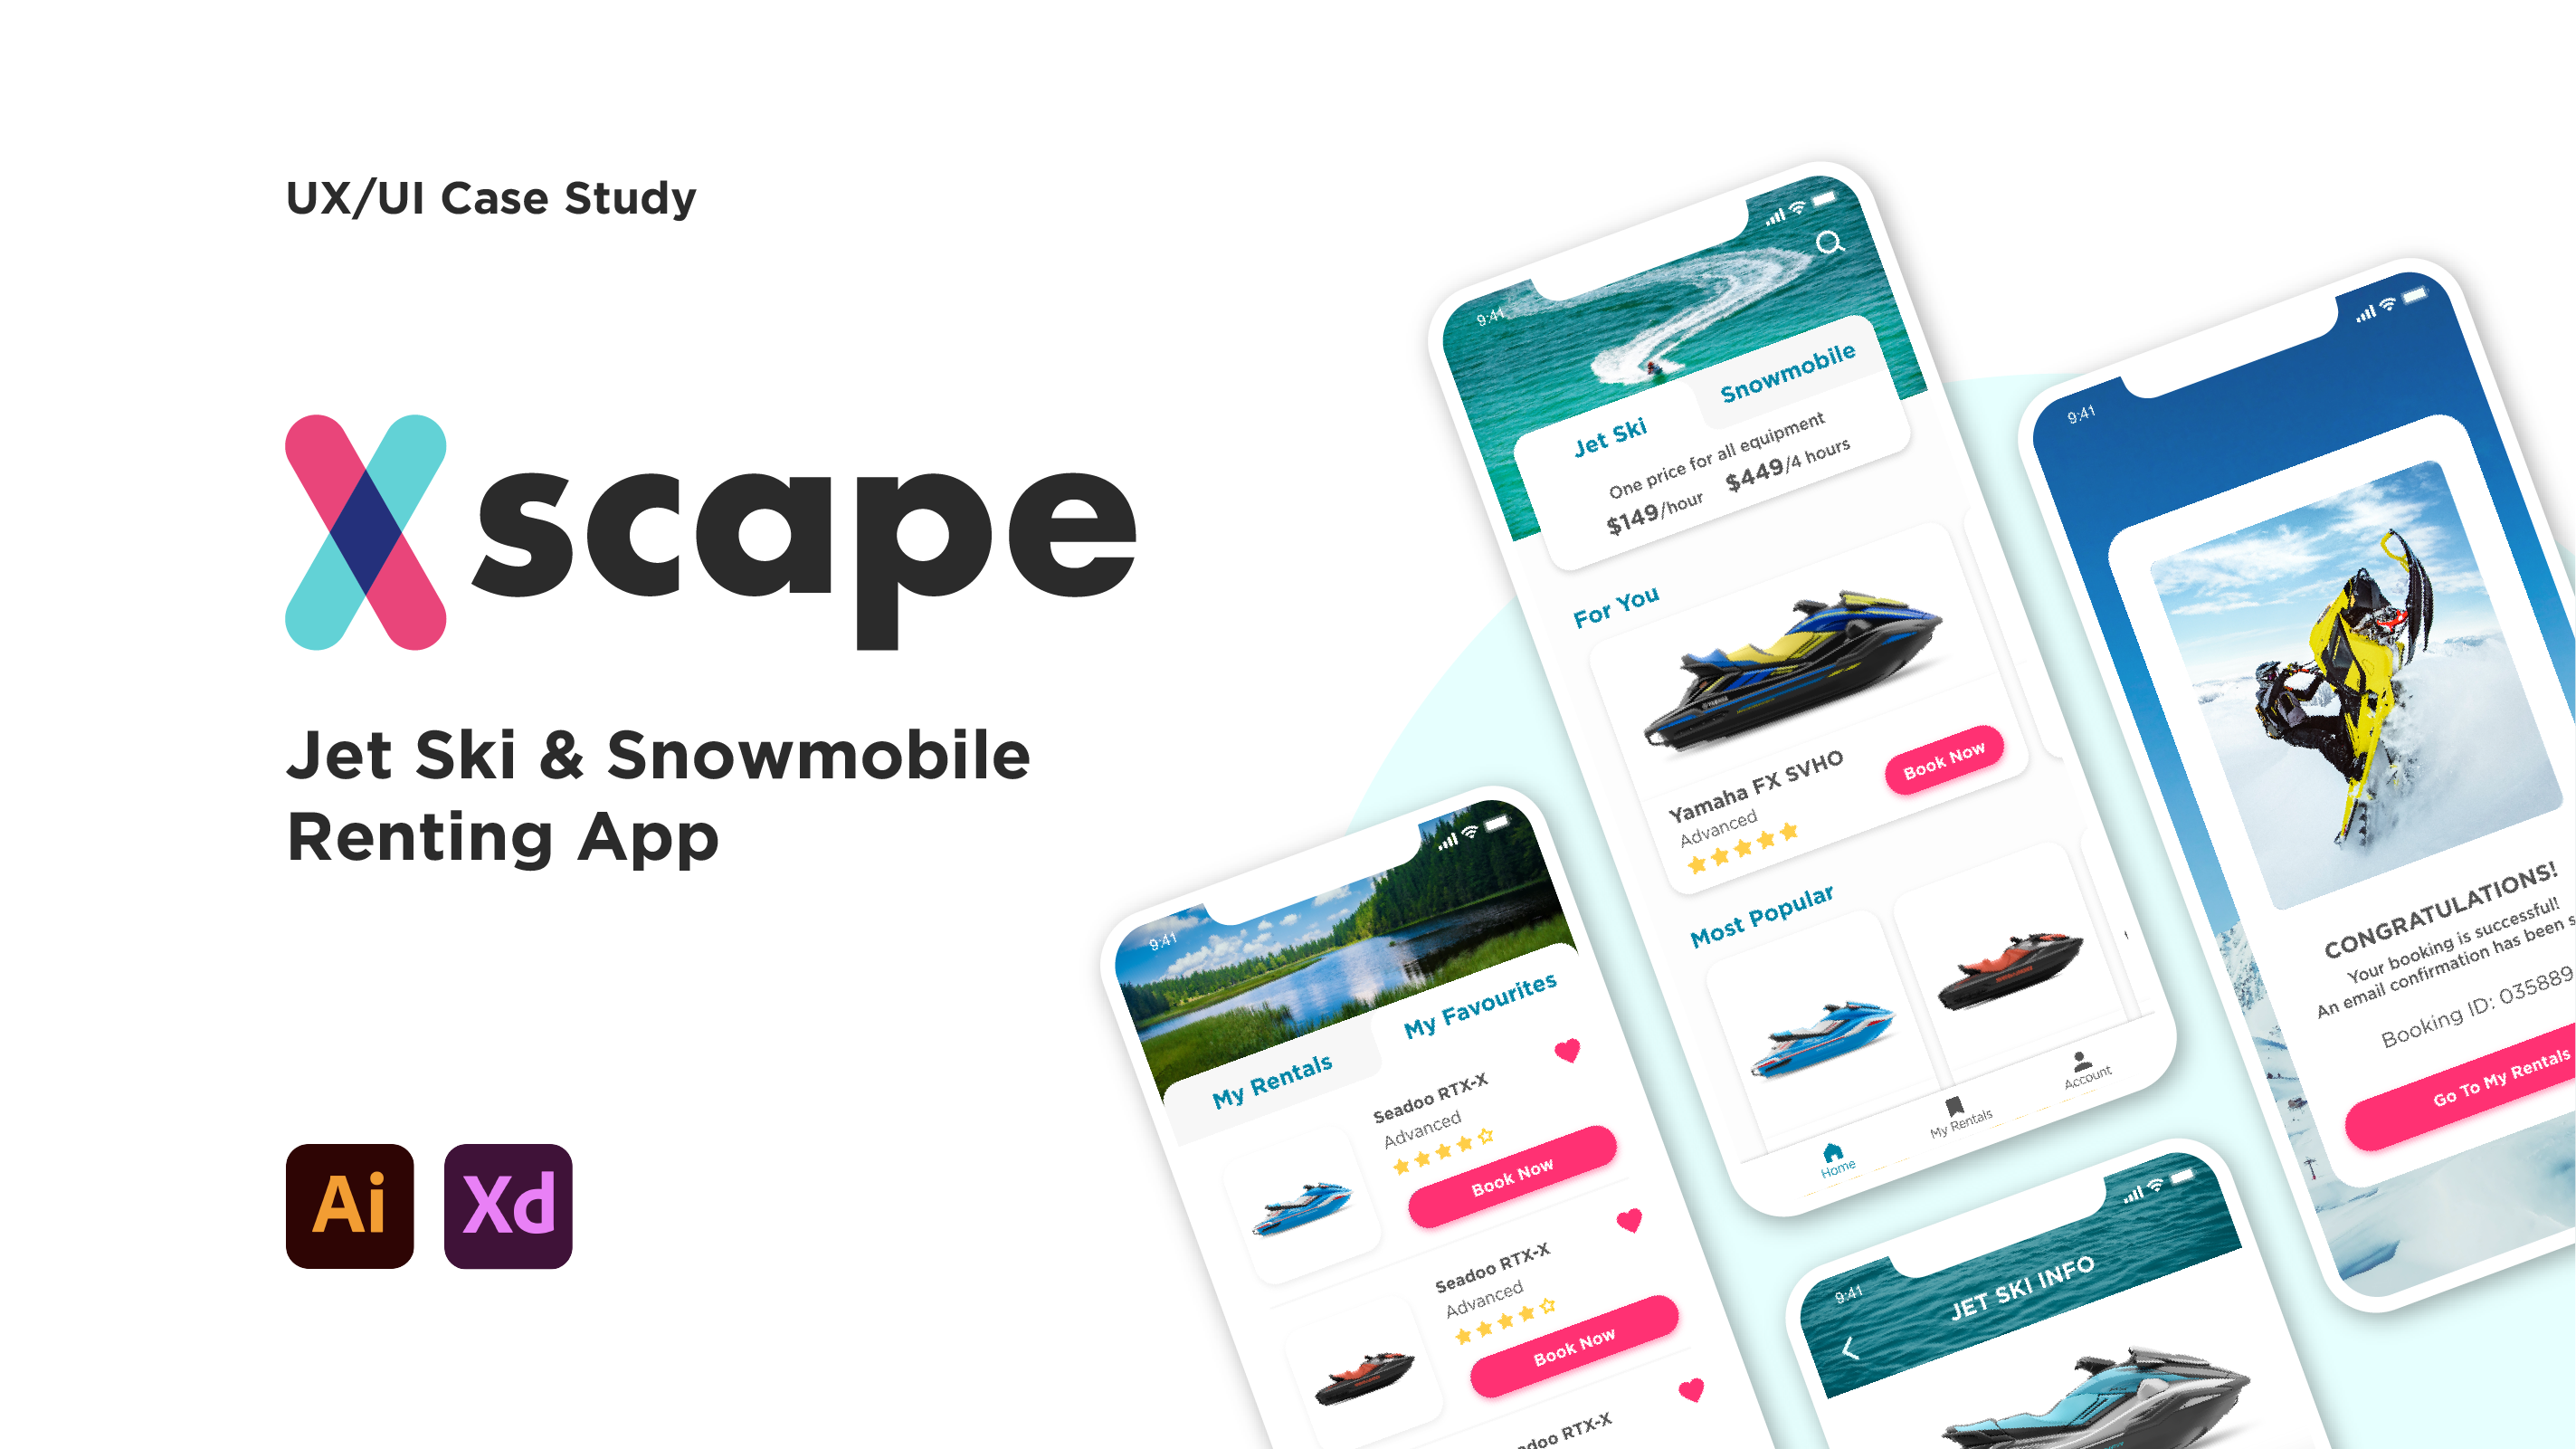 UX/UI Case Study
Xscape
Jet Ski & Snowmobile
Renting App
Ai
Xd
9:41
My Rentals
My Favourites
Seadoo RTX-X
Advanced
Book Now
Seadoo RTX-X
Advanced
Book Now
RTX-X
9:41
Jet Ski
Snowmobile
One price for all equipment
$149/hour
$449/4 hours
For You
Yamaha FX SVHO
Advanced
Book Now
Most Popular
Home
My Rentals
Account
9:41
CONGRATULATIONS!
Your booking is successful!
An email confirmation has been
Booking ID: 035889
Go To My Rentals
9:41
JET SKI INFO